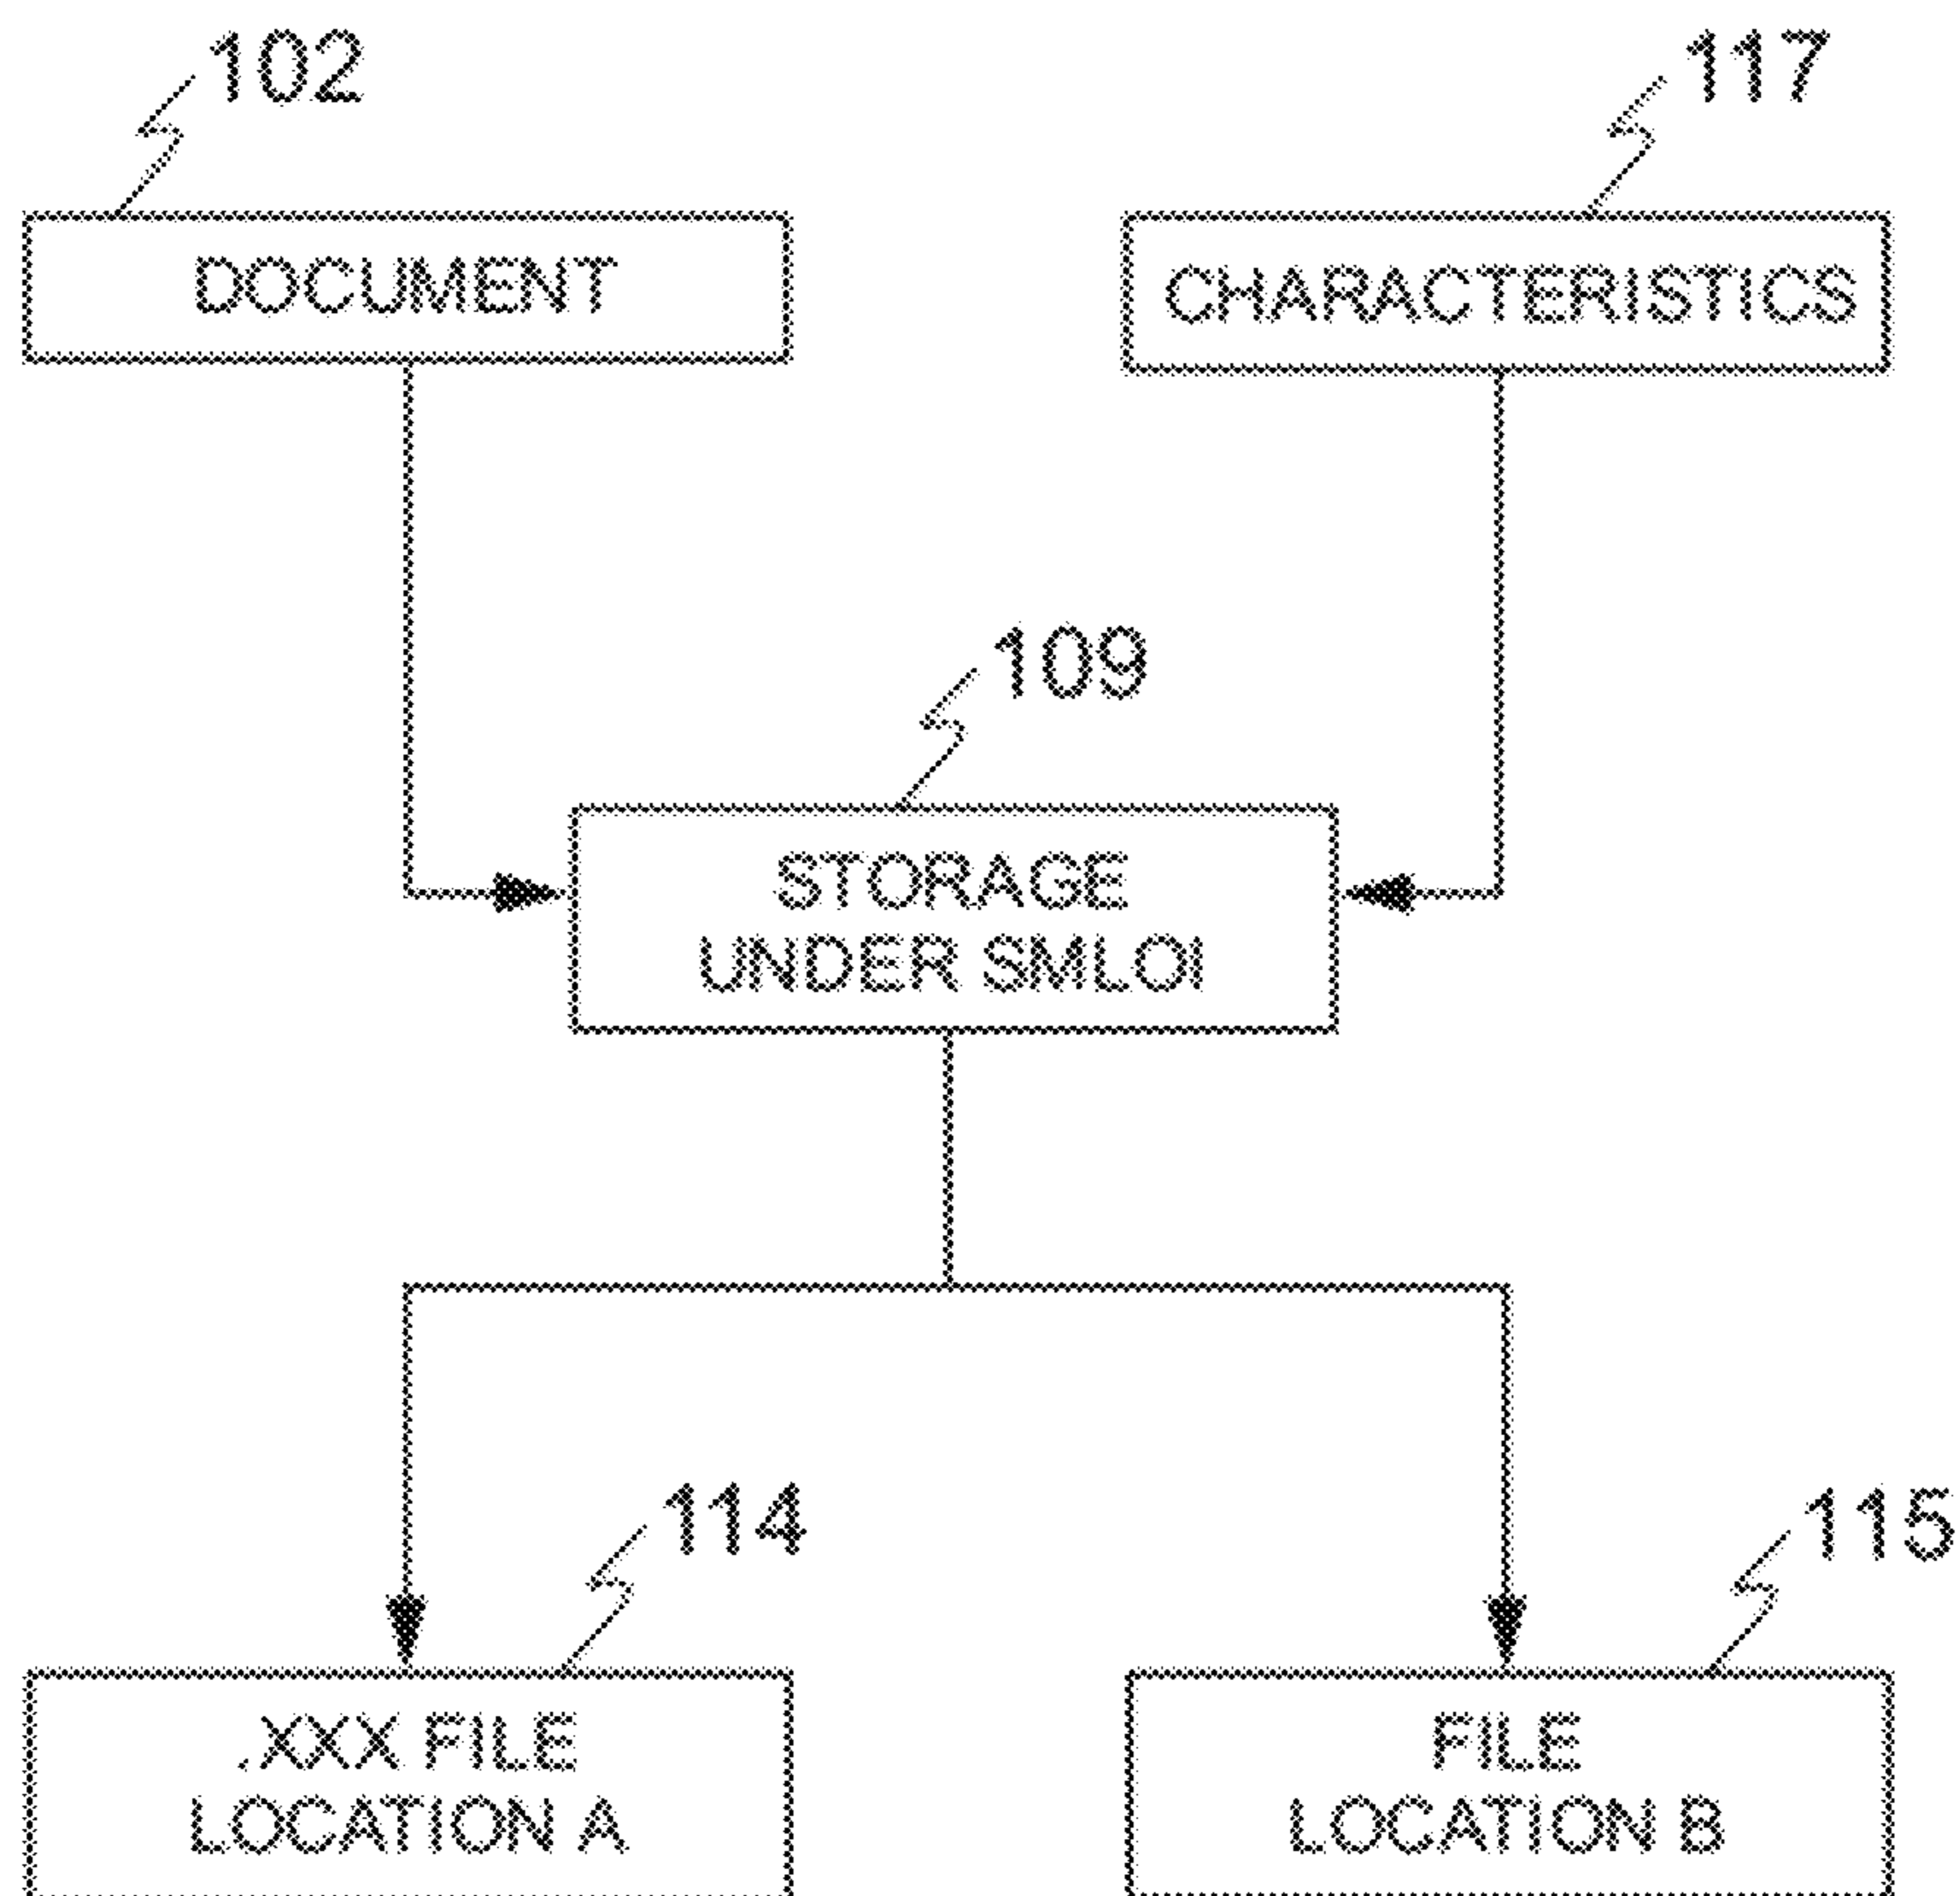 102
117
DOCUMENT
CHARACTERISTICS
109
STORAGE
UNDER SMLOI
114
115
.XXX FILE
LOCATION A
FILE
LOCATION B